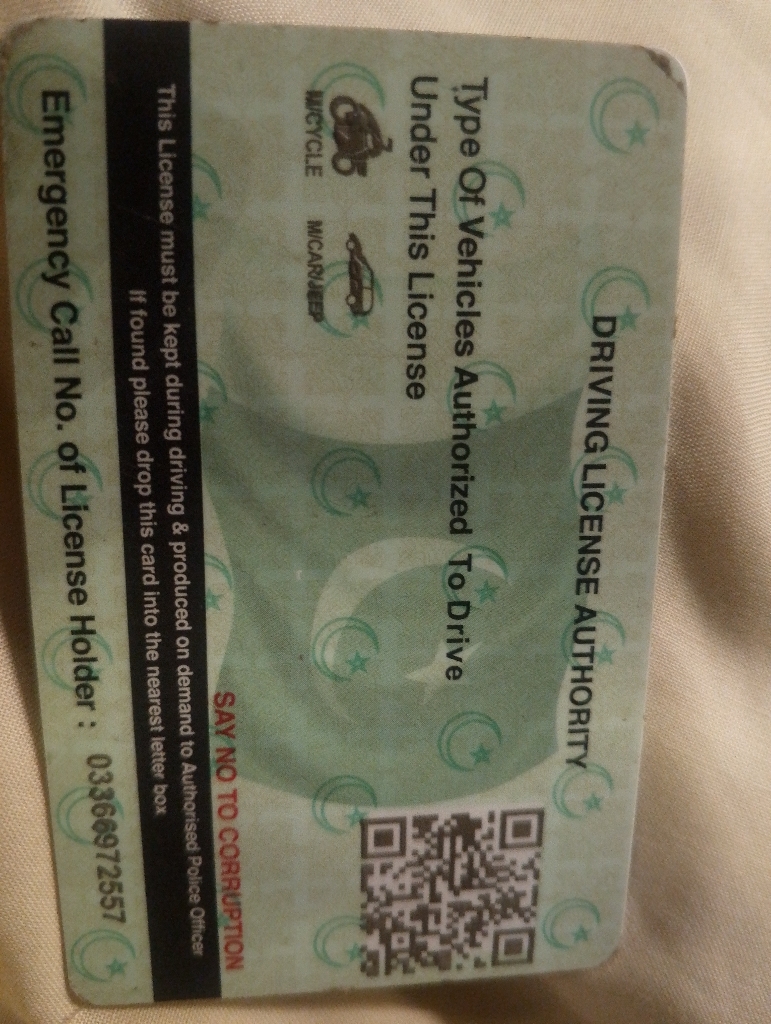 DRIVING LICENSE AUTHORITY
Type Of Vehicles Authorized To Drive
Under This License
M/CYCLE M/CAR/JEEP
SAY NO TO CORRUPTION
This License must be kept during driving & produced on demand to Authorised Police Officer
If found please drop this card into the nearest letter box
Emergency Call No. of License Holder : 03366972557